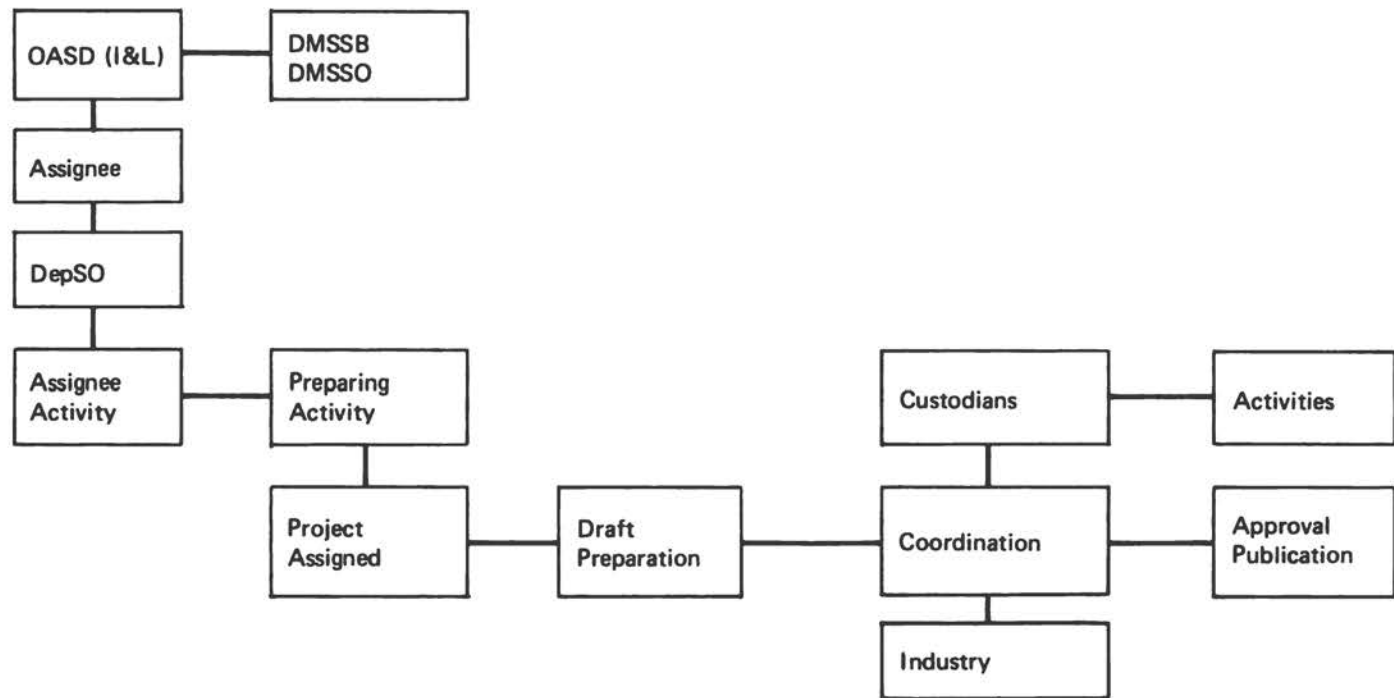 OASD (I&L)
DMSSB
DMSSO
Assignee
DepSO
Assignee
Activity
Preparing
Activity
Custodians
Activities
Project
Assigned
Draft
Preparation
Coordination
Approval
Publication
Industry